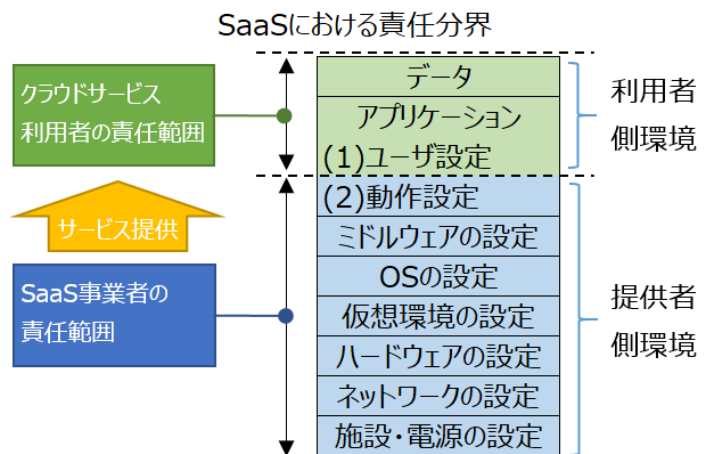 SaaSにおける責任分界
クラウドサービス
利用者の責任範囲
サービス提供
SaaS事業者の
責任範囲
データ
アプリケーション
(1)ユーザ設定
(2)動作設定
ミドルウェアの設定
OSの設定
仮想環境の設定
ハードウェアの設定
ネットワークの設定
施設・電源の設定
利用者
側環境
提供者
側環境